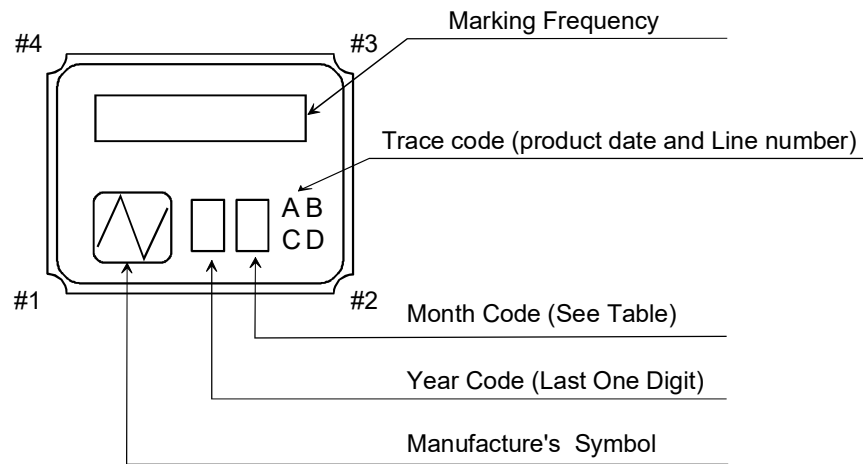 Marking Frequency
#4
#3
Trace code (product date and Line number)
A B
C D
#1
#2
Month Code (See Table)
Year Code (Last One Digit)
Manufacture's Symbol